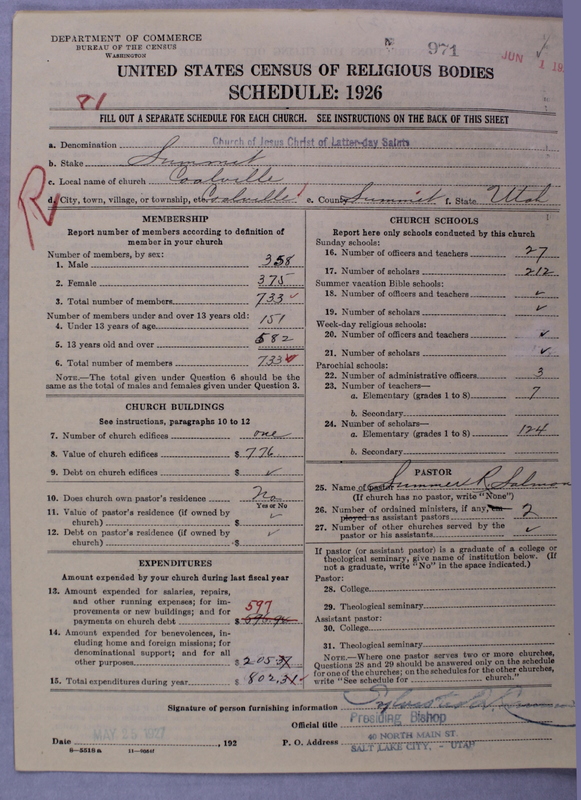 DEPARTMENT OF COMMERCE
BUREAU OF THE CENSUS
WASHINGTON
N 971
JUN 1 19
UNITED STATES CENSUS OF RELIGIOUS BODIES
SCHEDULE: 1926
FILL OUT A SEPARATE SCHEDULE FOR EACH CHURCH. SEE INSTRUCTIONS ON THE BACK OF THIS SHEET
a. Denomination Church of Jesus Christ of Latter-day Saints
b. Stake Summit
c. Local name of church Coalville
d. City, town, village, or township, etc. Coalville e. County Summit f. State Utah
R
MEMBERSHIP
Report number of members according to definition of
member in your church
Number of members, by sex:
1. Male 358
2. Female 375
3. Total number of members 733
Number of members under and over 13 years old:
4. Under 13 years of age 151
5. 13 years old and over 582
6. Total number of members 733
NOTE.—The total given under Question 6 should be the
same as the total of males and females given under Question 3.
CHURCH BUILDINGS
See instructions, paragraphs 10 to 12
7. Number of church edifices one
8. Value of church edifices $ 776
9. Debt on church edifices $ ✓
10. Does church own pastor's residence No
Yes or No
11. Value of pastor's residence (if owned by
church) $ ✓
12. Debt on pastor's residence (if owned by
church) $ ✓
EXPENDITURES
Amount expended by your church during last fiscal year
13. Amount expended for salaries, repairs,
and other running expenses; for im-
provements or new buildings; and for
payments on church debt $ 597
14. Amount expended for benevolences,
including home and foreign missions; for
denominational support; and for all
other purposes $ 205
15. Total expenditures during year $ 802
CHURCH SCHOOLS
Report here only schools conducted by this church
Sunday schools:
16. Number of officers and teachers 27
17. Number of scholars 212
Summer vacation Bible schools:
18. Number of officers and teachers ✓
19. Number of scholars ✓
Week-day religious schools:
20. Number of officers and teachers ✓
21. Number of scholars ✓
Parochial schools:
22. Number of administrative officers 3
23. Number of teachers—
a. Elementary (grades 1 to 8) 7
b. Secondary
24. Number of scholars—
a. Elementary (grades 1 to 8) 124
b. Secondary
PASTOR
25. Name of pastor R Salmon
(If church has no pastor, write "None")
26. Number of ordained ministers, if any, em-
ployed as assistant pastors 2
27. Number of other churches served by the
pastor or his assistants ✓
If pastor (or assistant pastor) is a graduate of a college or
theological seminary, give name of institution below. (If
not a graduate, write "No" in the space indicated.)
Pastor:
28. College
29. Theological seminary
Assistant pastor:
30. College
31. Theological seminary
NOTE.—Where one pastor serves two or more churches,
Questions 28 and 29 should be answered only on the schedule
for one of the churches; on the schedules for the other churches,
write "See schedule for church."
Signature of person furnishing information
Official title Presiding Bishop
Date MAY 25 1927, 192 P. O. Address 40 NORTH MAIN ST.
SALT LAKE CITY, - UTAH